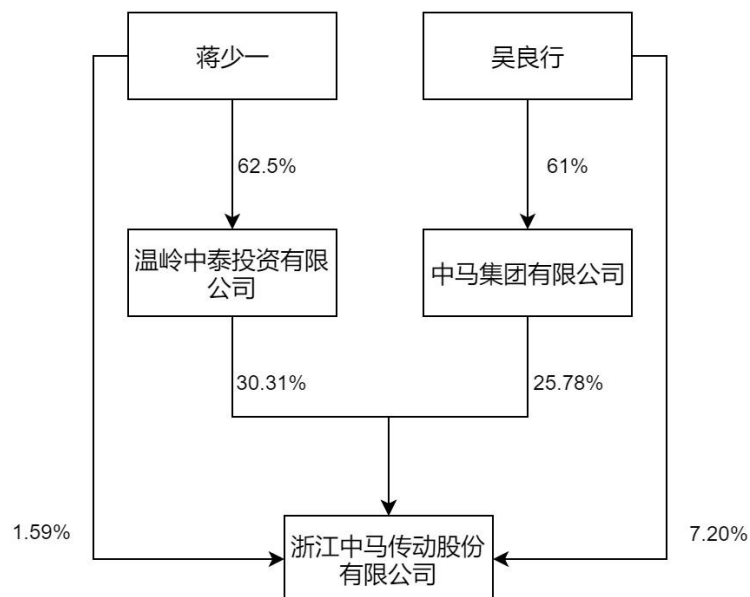 蒋少一
吴良行
62.5%
61%
温岭中泰投资有限
公司
中马集团有限公司
30.31%
25.78%
1.59%
浙江中马传动股份
有限公司
7.20%